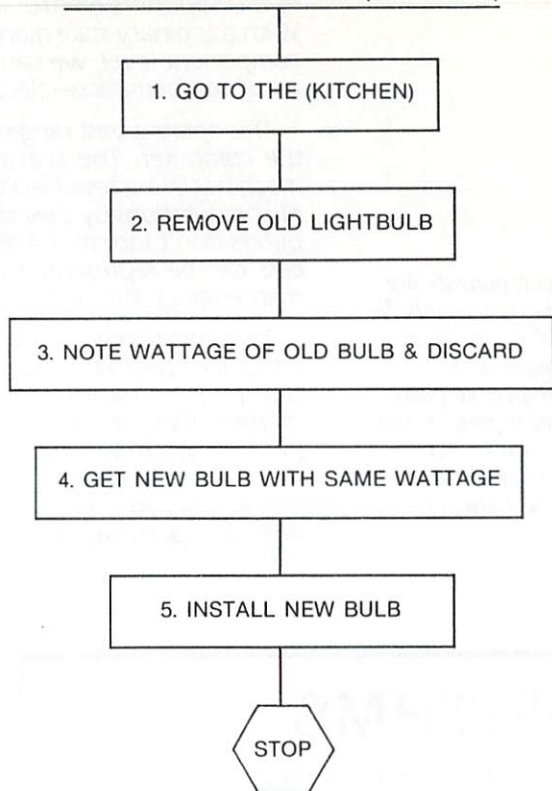 1. GO TO THE (KITCHEN)
2. REMOVE OLD LIGHTBULB
3. NOTE WATTAGE OF OLD BULB & DISCARD
4. GET NEW BULB WITH SAME WATTAGE
5. INSTALL NEW BULB
STOP